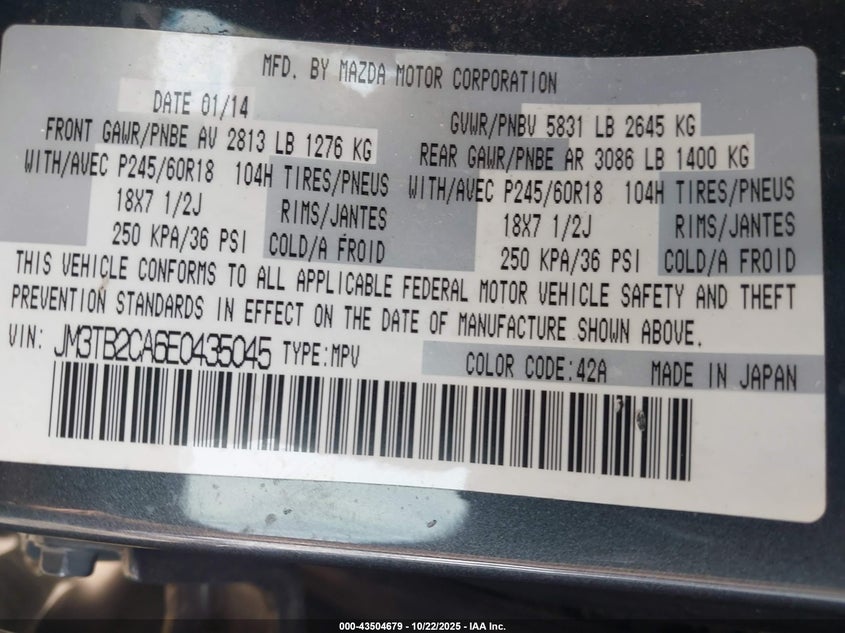 MFD. BY MAZDA MOTOR CORPORATION
DATE 01/14
GVWR/PNBV 5831 LB 2645 KG
FRONT GAWR/PNBE AV 2813 LB 1276 KG
REAR GAWR/PNBE AR 3086 LB 1400 KG
WITH/AVEC P245/60R18 104H TIRES/PNEUS WITH/AVEC P245/60R18 104H TIRES/PNEUS
18X7 1/2J RIMS/JANTES 18X7 1/2J RIMS/JANTES
250 KPA/36 PSI COLD/A FROID 250 KPA/36 PSI COLD/A FROID
THIS VEHICLE CONFORMS TO ALL APPLICABLE FEDERAL MOTOR VEHICLE SAFETY AND THEFT
PREVENTION STANDARDS IN EFFECT ON THE DATE OF MANUFACTURE SHOWN ABOVE.
VIN: JM3TB2CA6E0435045 TYPE:MPV COLOR CODE:42A MADE IN JAPAN
000-43504679 - 10/22/2025 - IAA Inc.